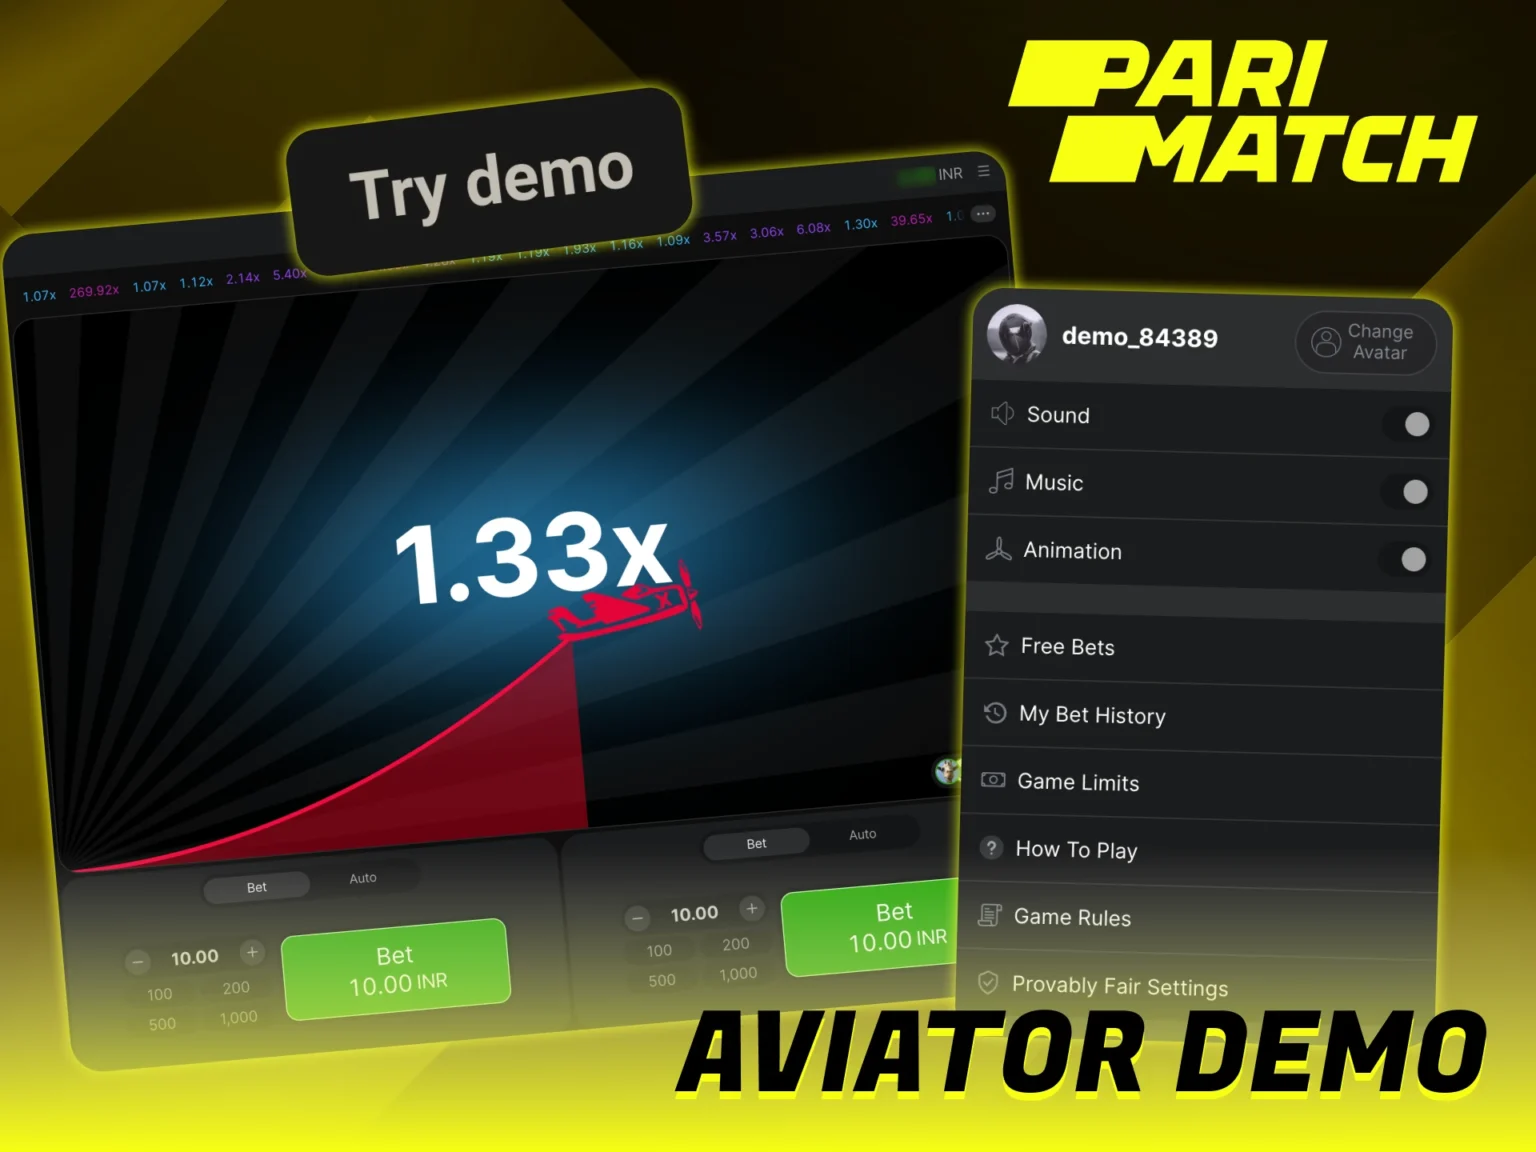 PARI
MATCH
Try demo
INR
1.07x 269.92x 1.07x 1.12x 2.14x 5.40x 1.19x 1.19x 1.93x 1.16x 1.09x 3.57x 3.06x 6.08x 1.30x 39.65x
1.33x
Bet Auto
10.00
100 200
500 1,000
Bet
10.00 INR
Bet Auto
10.00
100 200
500 1,000
Bet
10.00 INR
demo_84389
Change
Avatar
Sound
Music
Animation
Free Bets
My Bet History
Game Limits
How To Play
Game Rules
Provably Fair Settings
AVIATOR DEMO